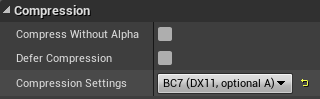 Compression
Compress Without Alpha
Defer Compression
Compression Settings BC7 (DX11, optional A)